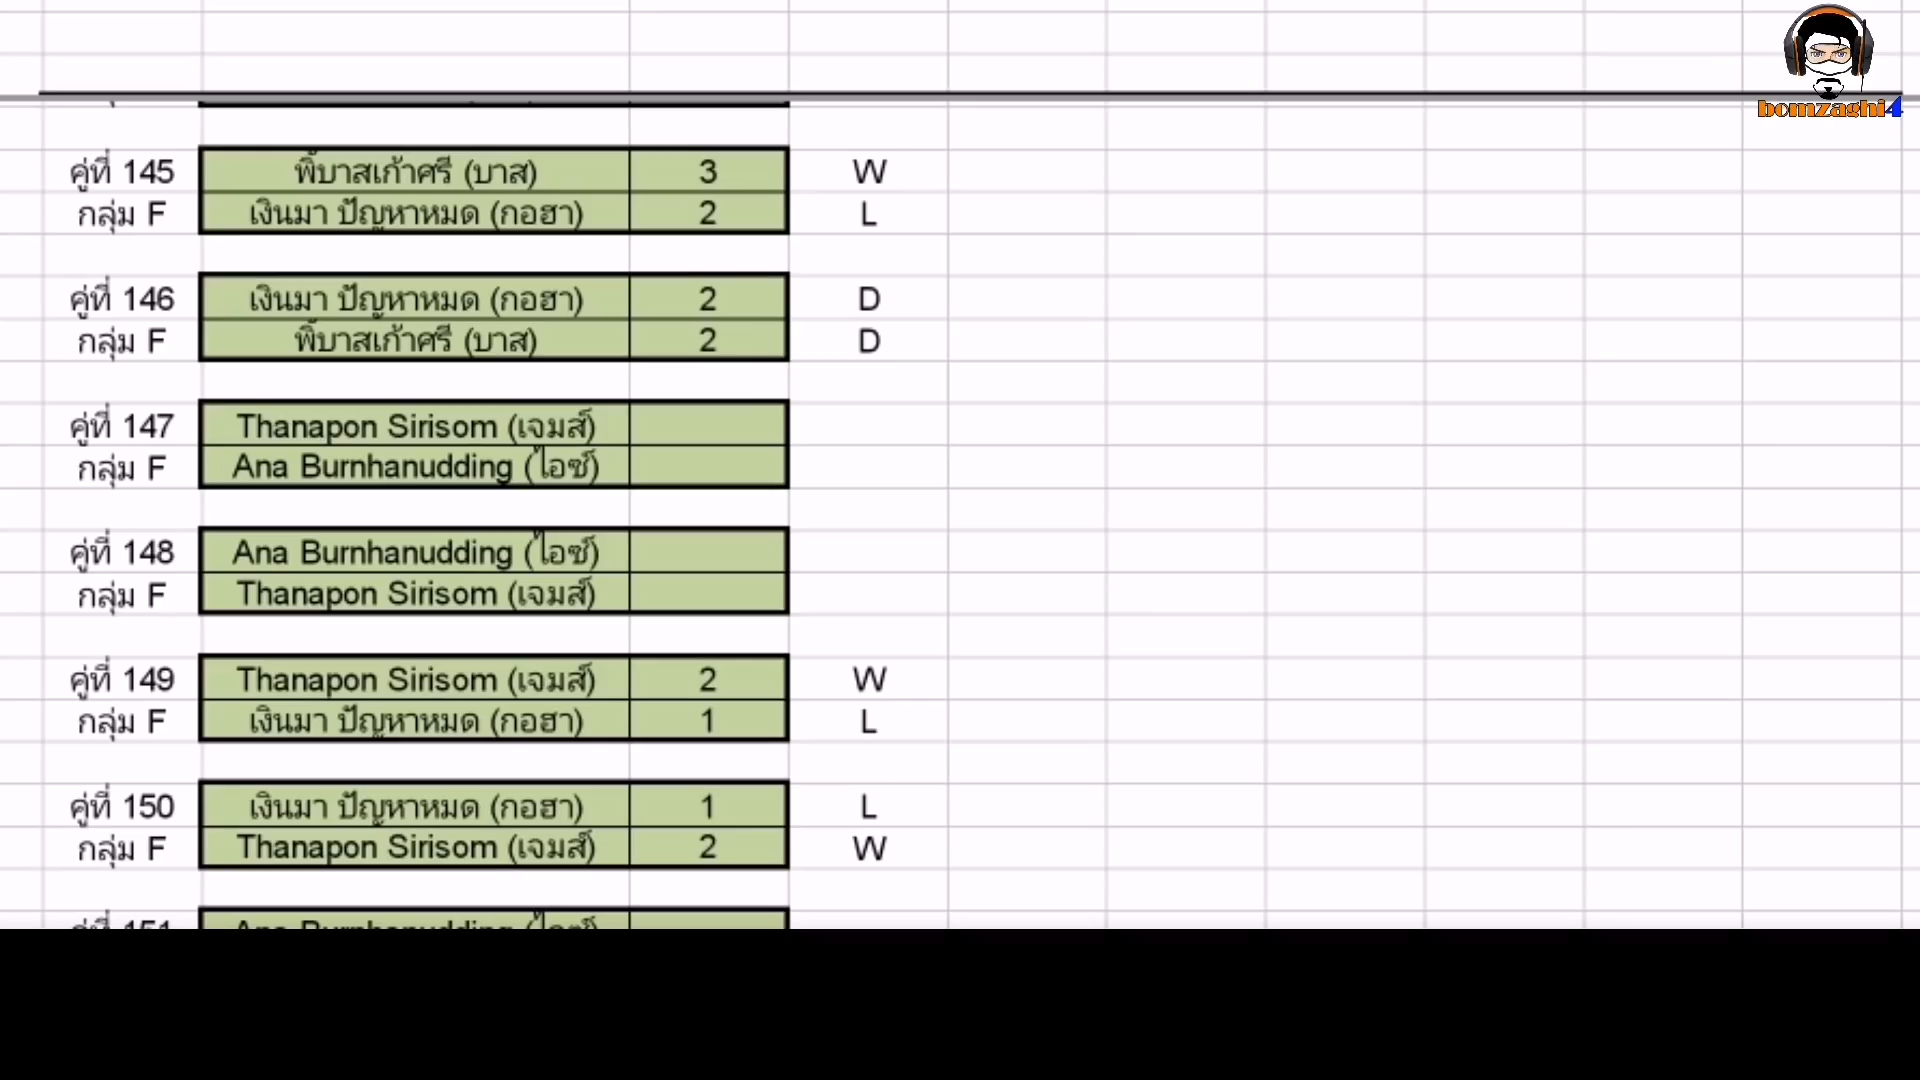 bomzaghi4
คู่ที่ 145 พี่บาสเก้าศรี (บาส) 3 W
กลุ่ม F เงินมา ปัญหาหมด (กอฮา) 2 L
คู่ที่ 146 เงินมา ปัญหาหมด (กอฮา) 2 D
กลุ่ม F พี่บาสเก้าศรี (บาส) 2 D
คู่ที่ 147 Thanapon Sirisom (เจมส์)
กลุ่ม F Ana Burnhanudding (ไอซ์)
คู่ที่ 148 Ana Burnhanudding (ไอซ์)
กลุ่ม F Thanapon Sirisom (เจมส์)
คู่ที่ 149 Thanapon Sirisom (เจมส์) 2 W
กลุ่ม F เงินมา ปัญหาหมด (กอฮา) 1 L
คู่ที่ 150 เงินมา ปัญหาหมด (กอฮา) 1 L
กลุ่ม F Thanapon Sirisom (เจมส์) 2 W
คู่ที่ 151 Ana Burnhanudding (ไอซ์)